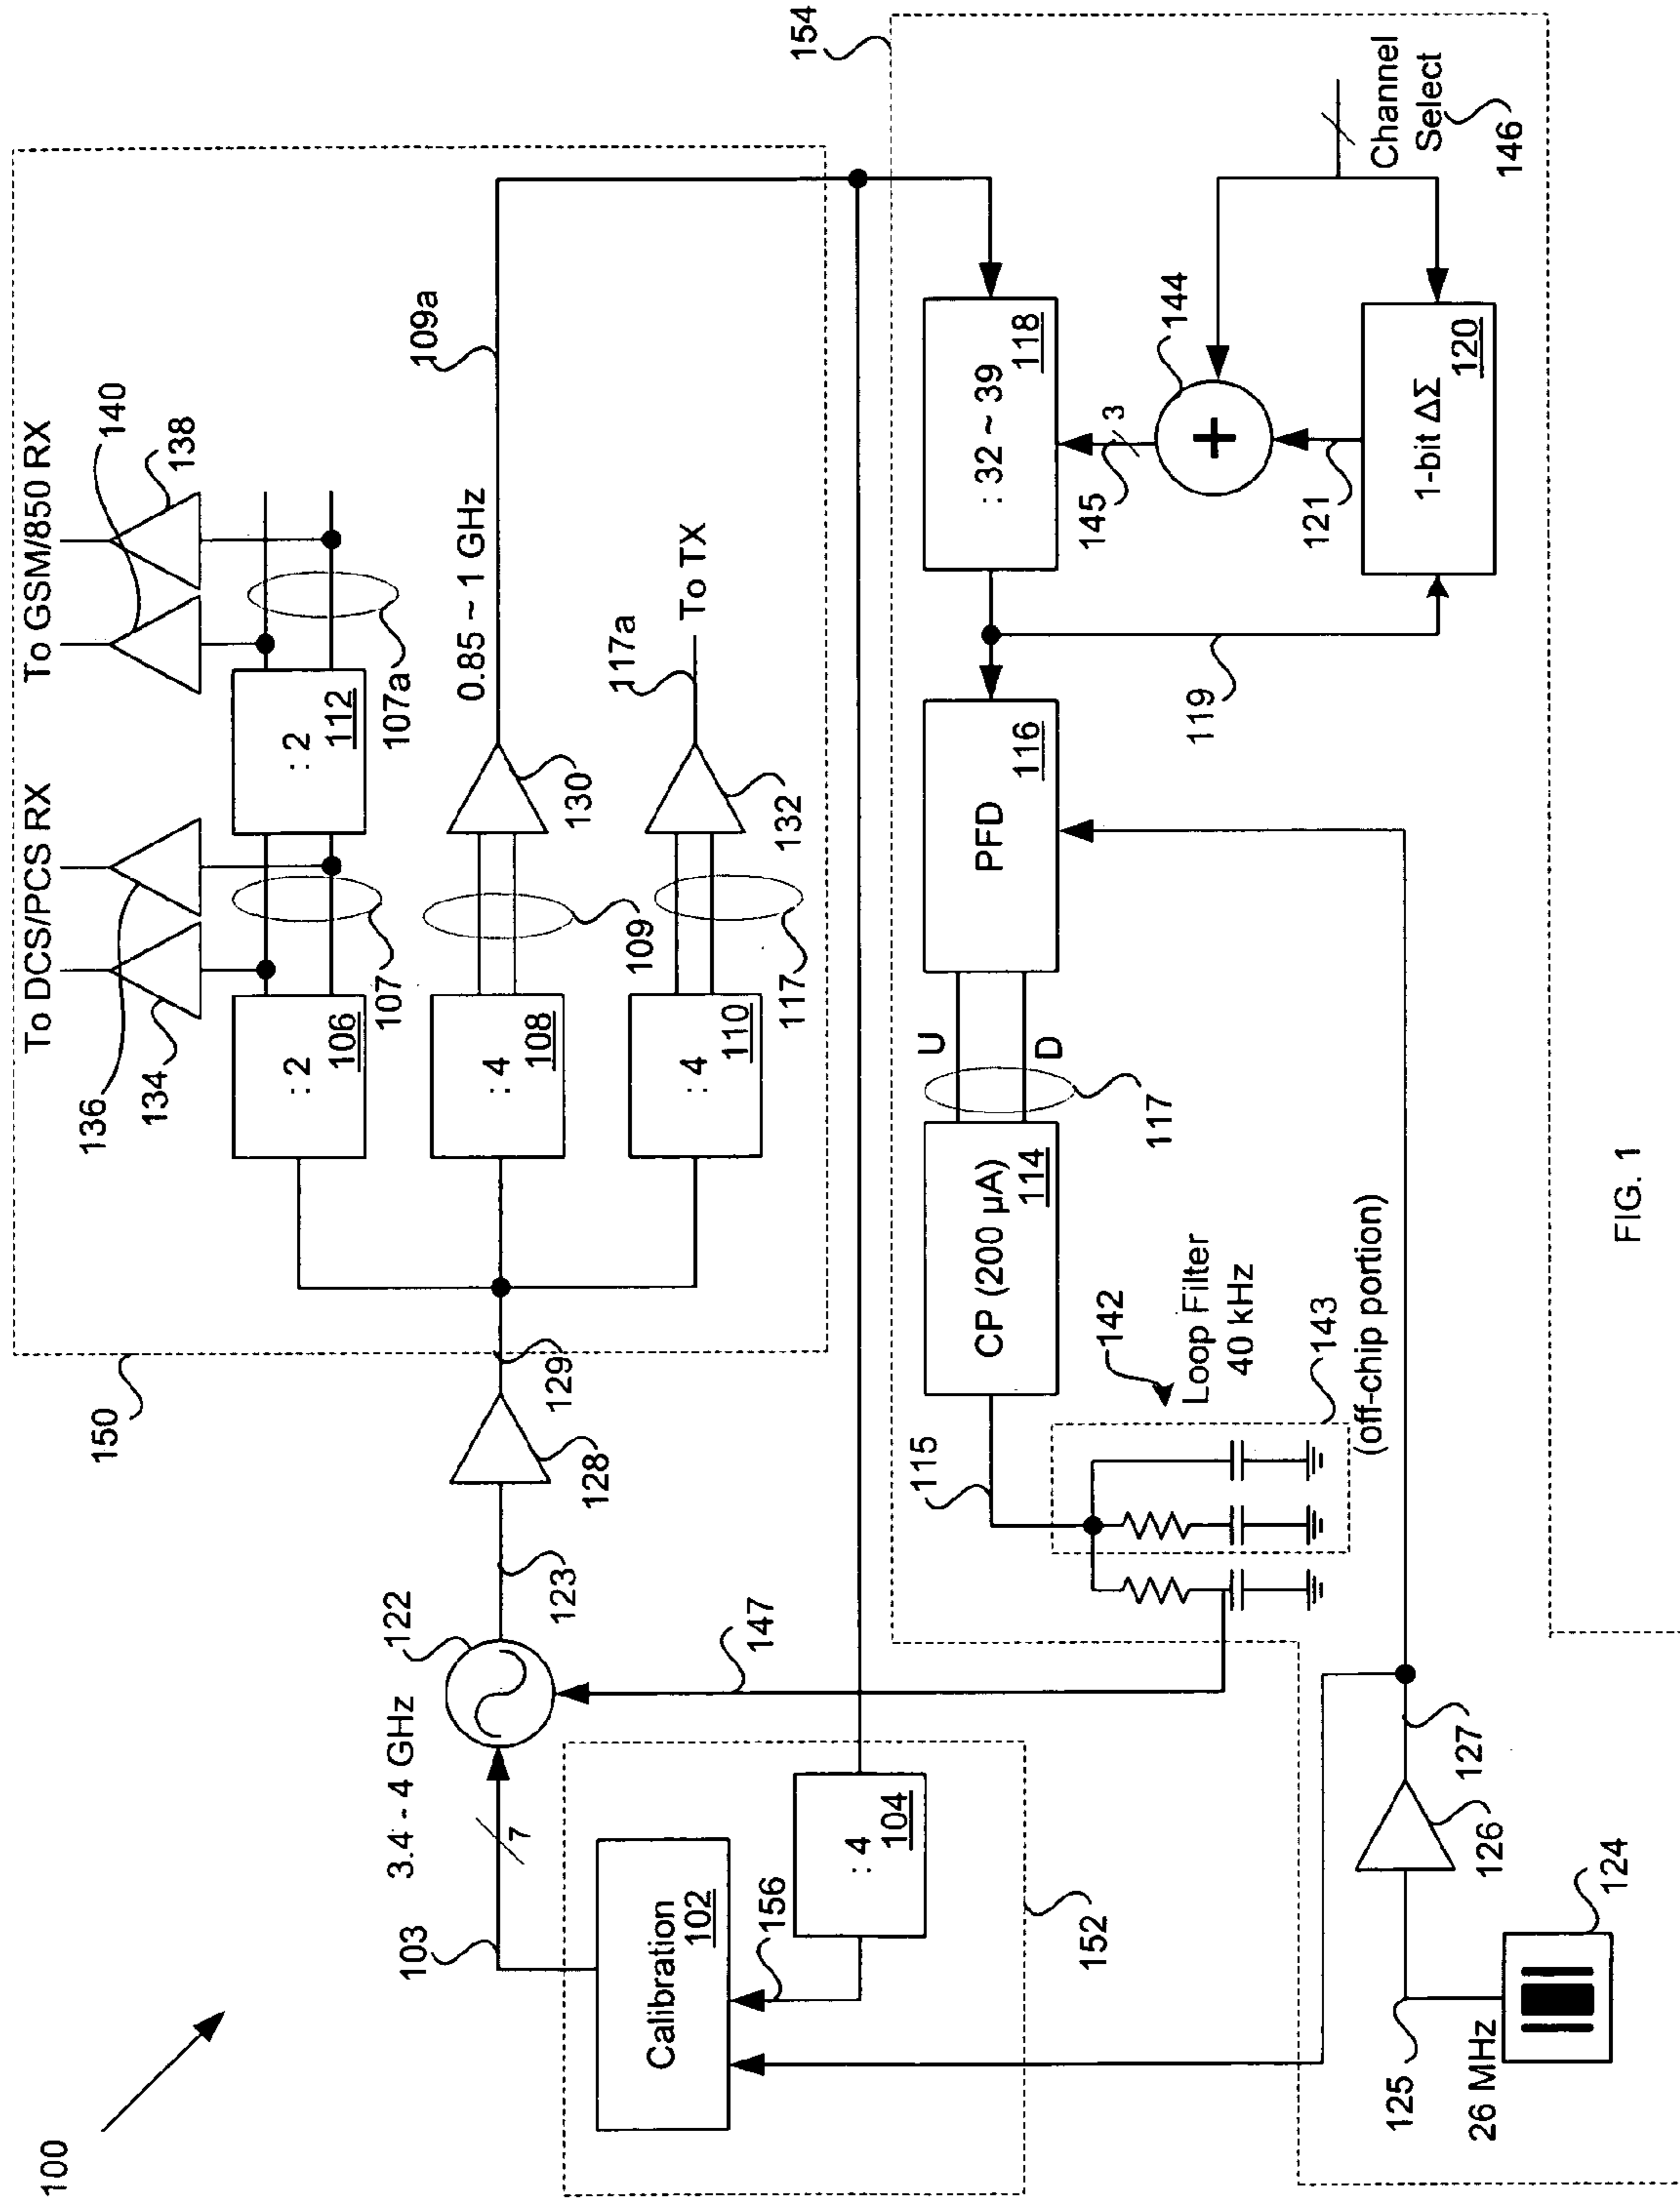 100
150
To DCS/PCS RX
To GSM/850 RX
136
134
140
138
: 2
106
107
: 2
112
107a
3.4 - 4 GHz
103
7
122
123
128
129
: 4
108
109
130
0.85 ~ 1 GHz
109a
: 4
110
117
132
117a
To TX
Calibration
102
156
: 4
104
152
147
154
115
CP (200 µA)
114
U
D
117
PFD
116
: 32 ~ 39
118
119
145
3
144
121
1-bit ΔΣ
120
Channel
Select
146
142
Loop Filter
40 kHz
143
(off-chip portion)
125
26 MHz
124
126
127
FIG. 1